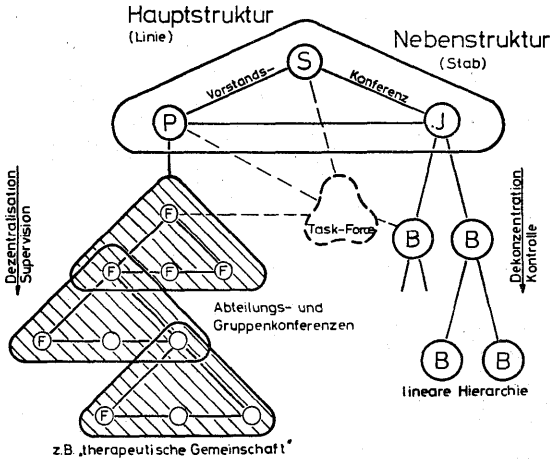 Hauptstruktur
(Linie)
Nebenstruktur
(Stab)
S
Vorstands-
Konferenz
P
J
Dezentralisation
Supervision
F
Task-Force
B
B
Dekonzentration
Kontrolle
F
F
F
Abteilungs- und
Gruppenkonferenzen
F
B
B
lineare Hierarchie
F
z.B. „therapeutische Gemeinschaft"